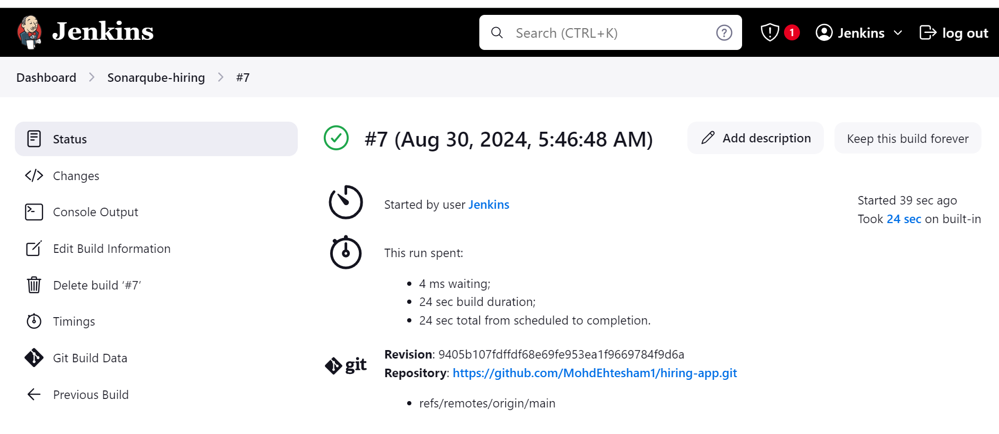 Jenkins
Search (CTRL+K)
?
1
Jenkins
log out
Dashboard
Sonarqube-hiring
#7
Status
Changes
Console Output
Edit Build Information
Delete build ‘#7’
Timings
Git Build Data
Previous Build
#7 (Aug 30, 2024, 5:46:48 AM)
Add description
Keep this build forever
Started by user Jenkins
Started 39 sec ago
Took 24 sec on built-in
This run spent:
4 ms waiting;
24 sec build duration;
24 sec total from scheduled to completion.
git
Revision: 9405b107fdffdf68e69fe953ea1f9669784f9d6a
Repository: https://github.com/MohdEhtesham1/hiring-app.git
refs/remotes/origin/main